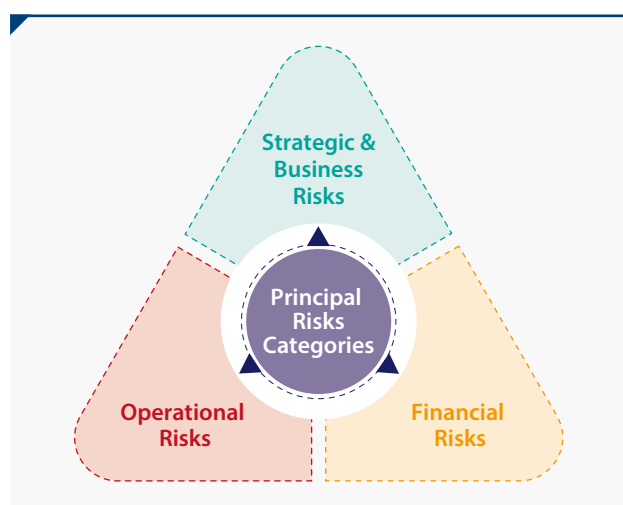 Strategic &
Business
Risks
Principal
Risks
Categories
Operational
Risks
Financial
Risks